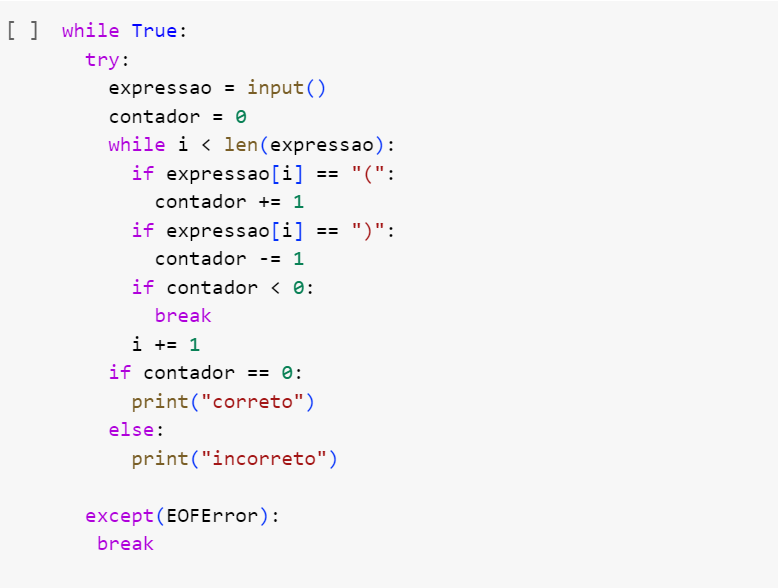 [ ] while True:
try:
expressao = input()
contador = 0
while i < len(expressao):
if expressao[i] == "(":
contador += 1
if expressao[i] == ")":
contador -= 1
if contador < 0:
break
i += 1
if contador == 0:
print("correto")
else:
print("incorreto")
except(EOFError):
break